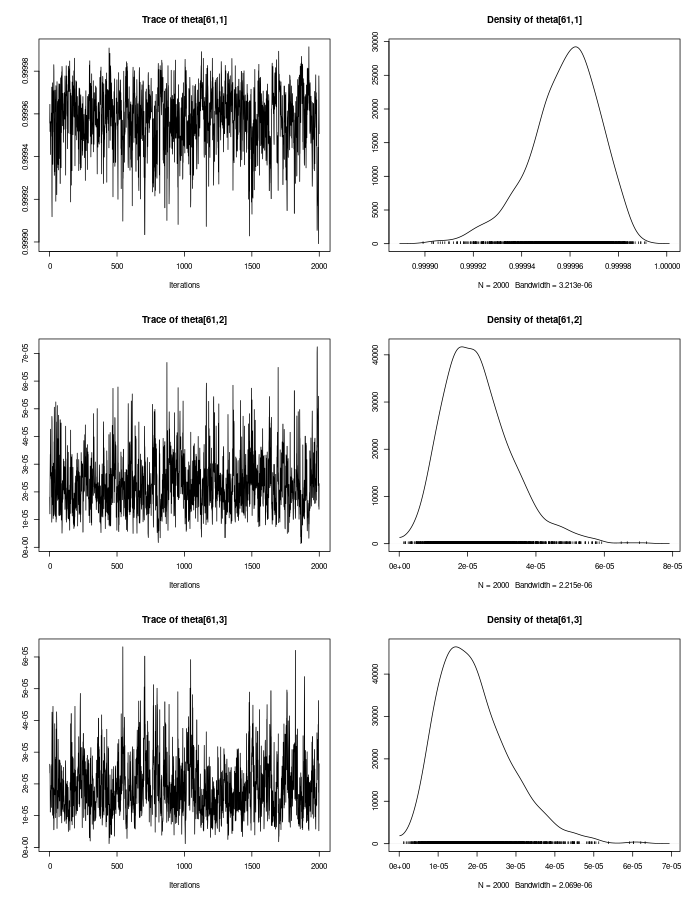 Trace of theta[61,1]
0.99990 0.99992 0.99994 0.99996 0.99998
0 500 1000 1500 2000
Iterations
Density of theta[61,1]
0 5000 10000 15000 20000 25000 30000
0.99990 0.99992 0.99994 0.99996 0.99998 1.00000
N = 2000 Bandwidth = 3.213e-06
Trace of theta[61,2]
0e+00 1e-05 2e-05 3e-05 4e-05 5e-05 6e-05 7e-05
0 500 1000 1500 2000
Iterations
Density of theta[61,2]
0 10000 20000 30000 40000
0e+00 2e-05 4e-05 6e-05 8e-05
N = 2000 Bandwidth = 2.215e-06
Trace of theta[61,3]
0e+00 1e-05 2e-05 3e-05 4e-05 5e-05 6e-05
0 500 1000 1500 2000
Iterations
Density of theta[61,3]
0 10000 20000 30000 40000
0e+00 1e-05 2e-05 3e-05 4e-05 5e-05 6e-05 7e-05
N = 2000 Bandwidth = 2.069e-06